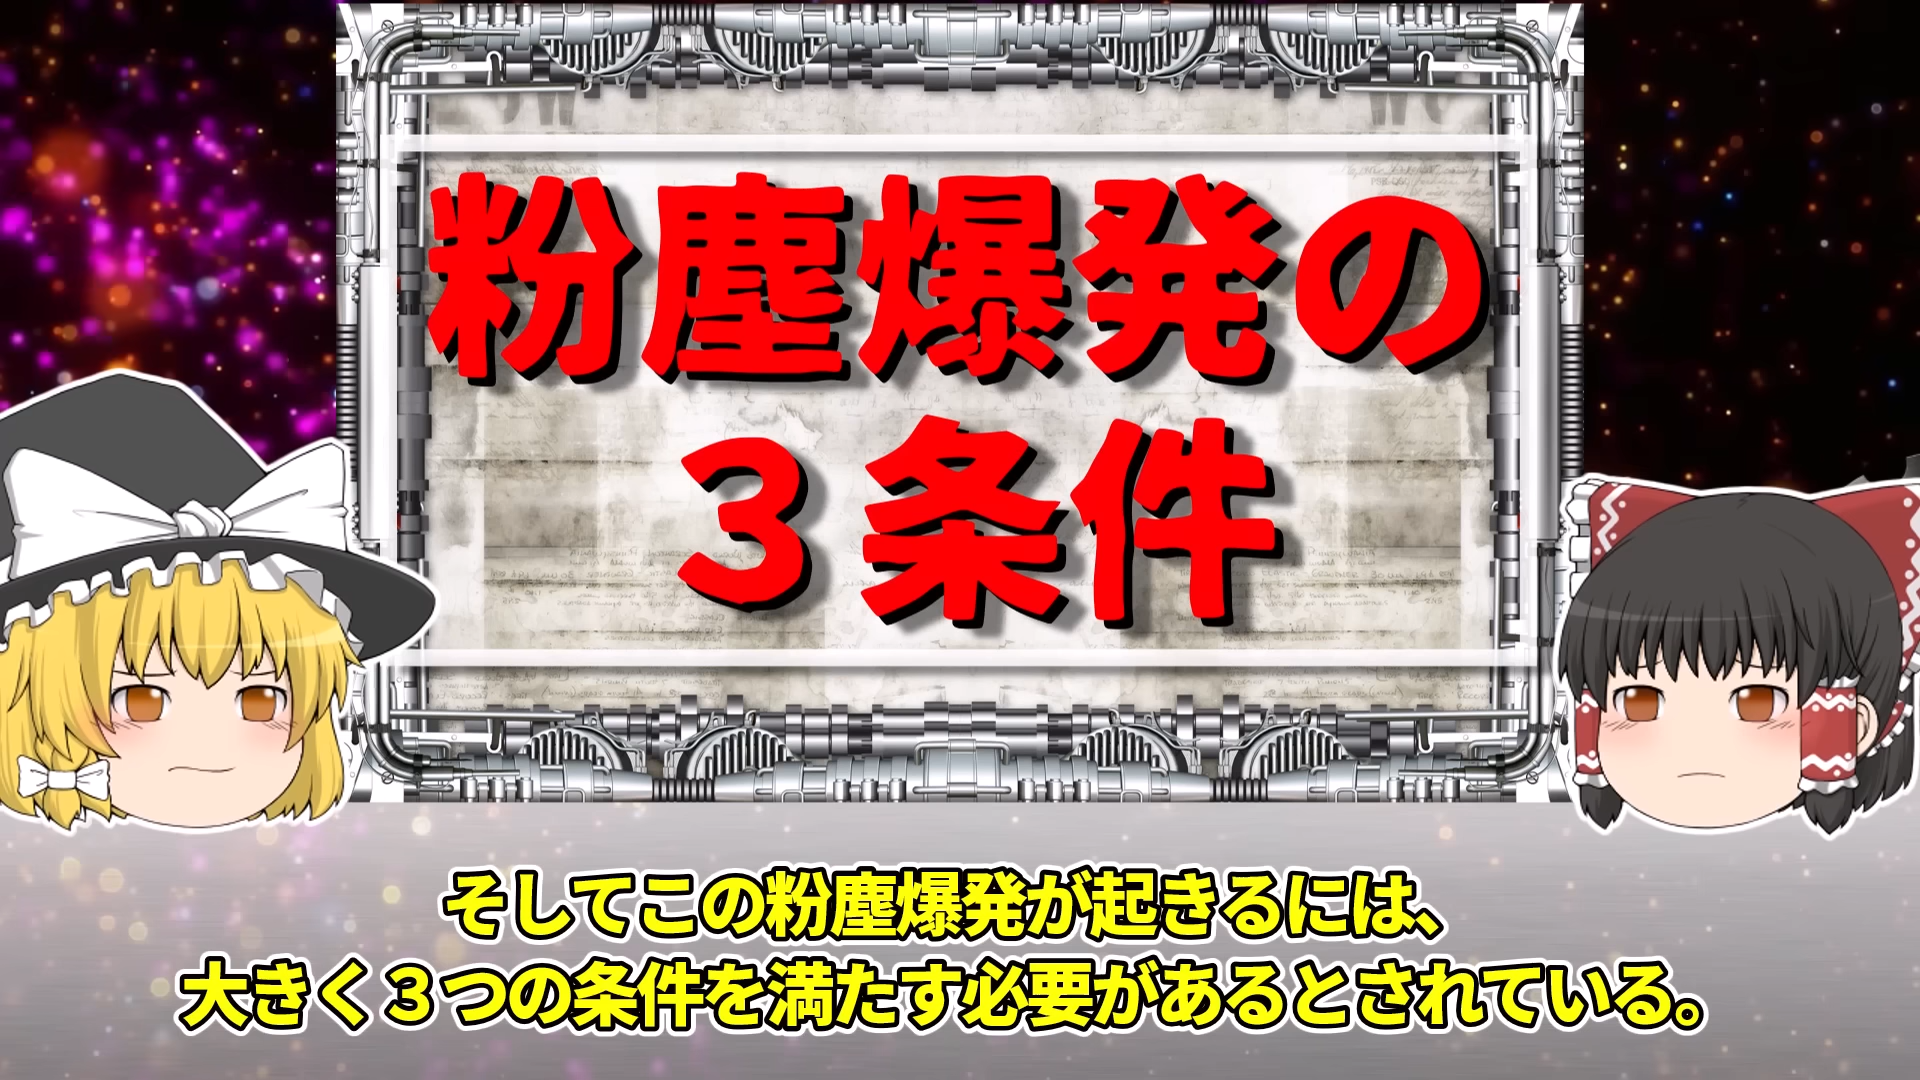 粉塵爆発の
３条件
そしてこの粉塵爆発が起きるには、
大きく３つの条件を満たす必要があるとされている。